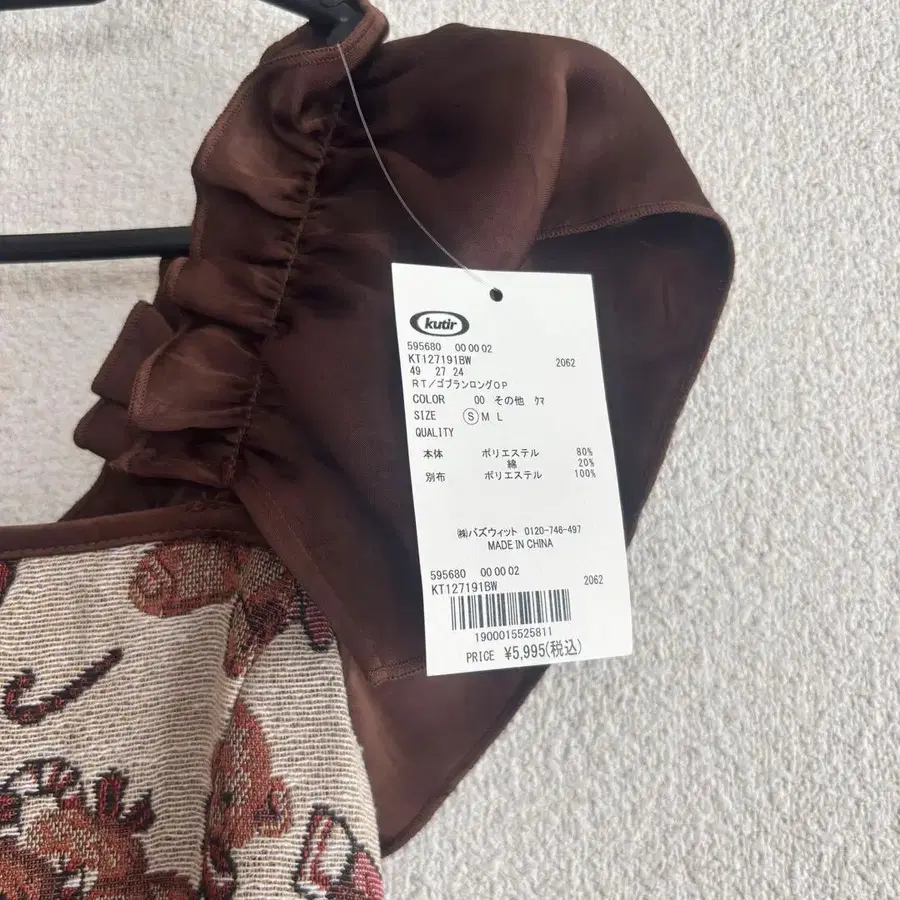 kutir
595680 00 00 02
KT127191BW 2062
49 27 24
RT/ゴブランロングOP
COLOR 00 その他 クマ
SIZE S M L
QUALITY
本体 ポリエステル 80%
綿 20%
別布 ポリエステル 100%
㈱バズウィット 0120-746-497
MADE IN CHINA
595680 00 00 02
KT127191BW 2062
1900015525811
PRICE ¥5,995(税込)